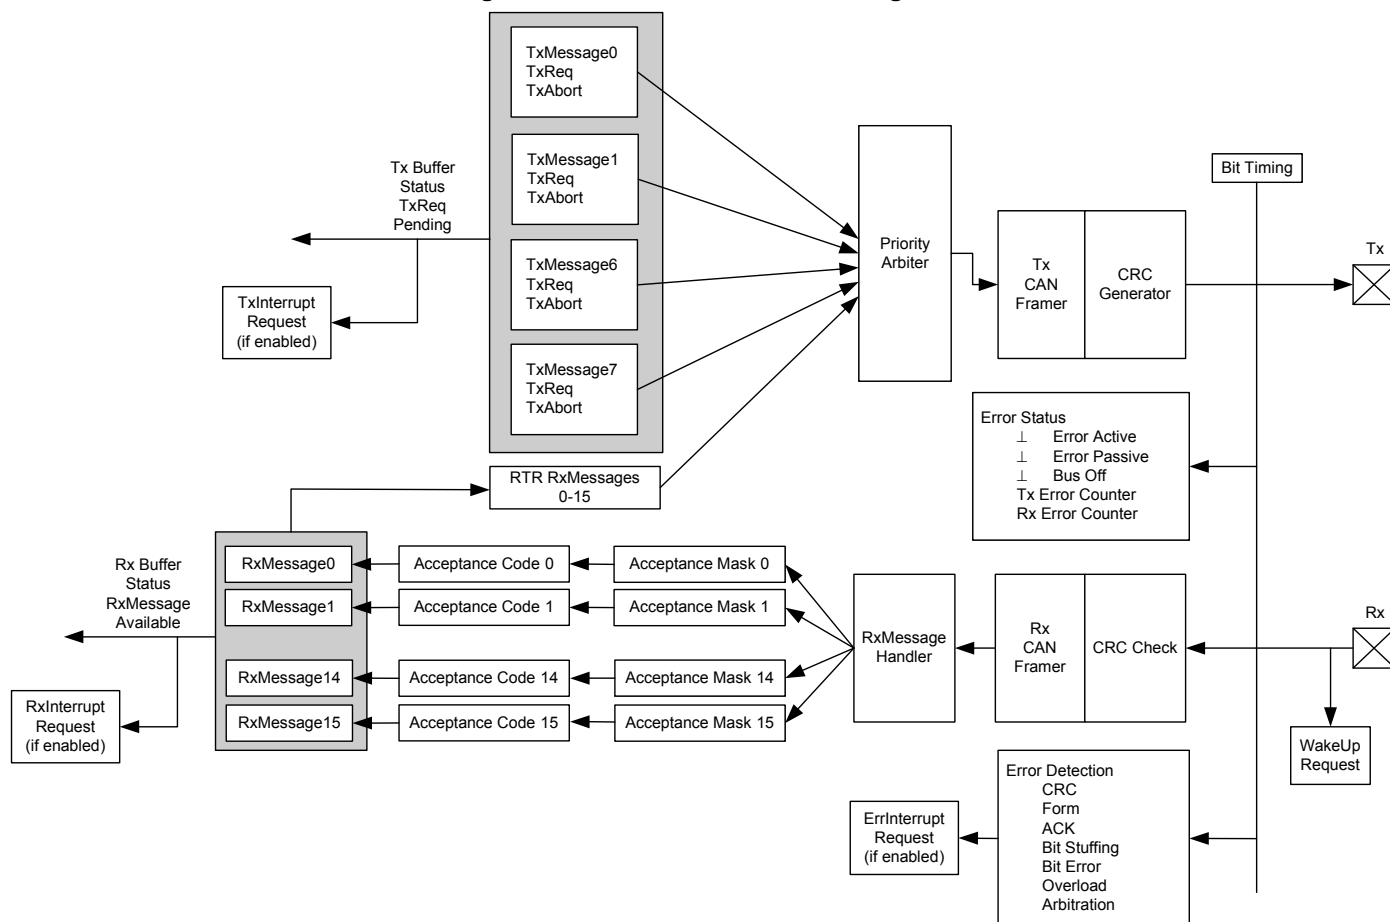 TxMessage0
TxReq
TxAbort
TxMessage1
TxReq
TxAbort
TxMessage6
TxReq
TxAbort
TxMessage7
TxReq
TxAbort
Tx Buffer
Status
TxReq
Pending
TxInterrupt
Request
(if enabled)
Priority
Arbiter
Tx
CAN
Framer
CRC
Generator
Bit Timing
Tx
Error Status
⊥ Error Active
⊥ Error Passive
⊥ Bus Off
Tx Error Counter
Rx Error Counter
RTR RxMessages
0-15
Rx Buffer
Status
RxMessage
Available
RxInterrupt
Request
(if enabled)
RxMessage0
Acceptance Code 0
Acceptance Mask 0
RxMessage1
Acceptance Code 1
Acceptance Mask 1
RxMessage14
Acceptance Code 14
Acceptance Mask 14
RxMessage15
Acceptance Code 15
Acceptance Mask 15
RxMessage
Handler
Rx
CAN
Framer
CRC Check
Rx
WakeUp
Request
ErrInterrupt
Request
(if enabled)
Error Detection
CRC
Form
ACK
Bit Stuffing
Bit Error
Overload
Arbitration